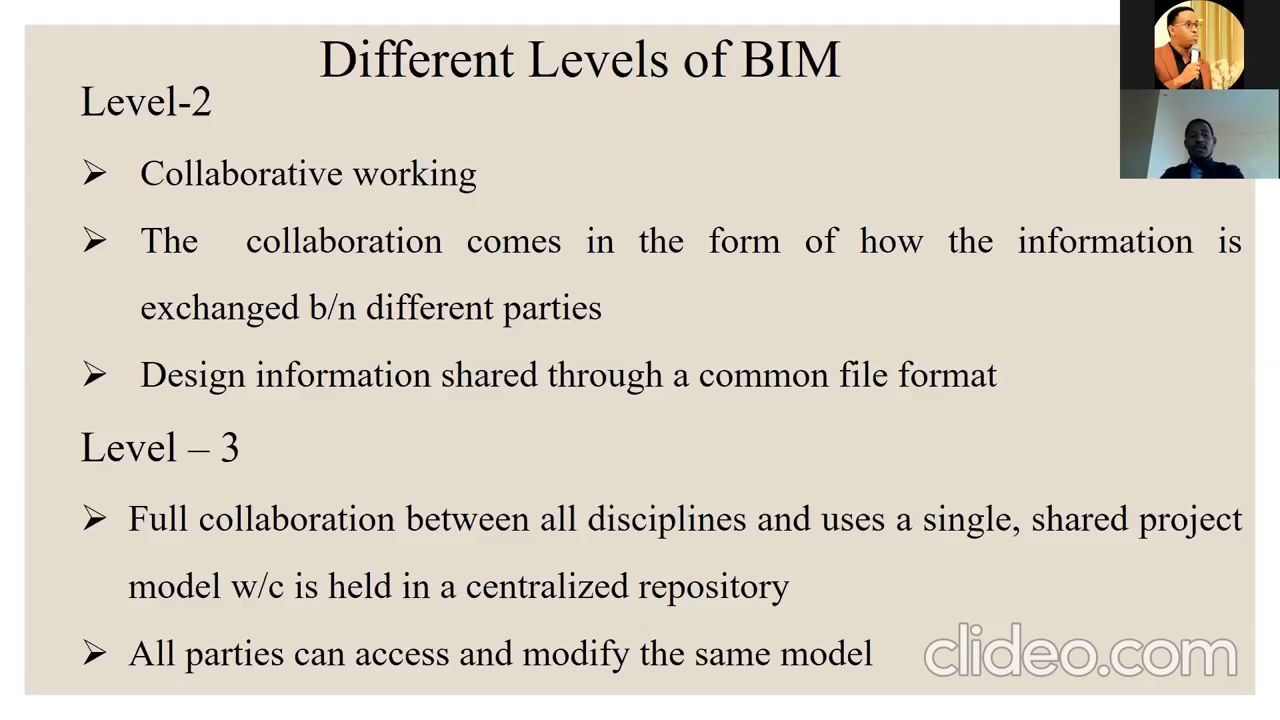 Different Levels of BIM
Level-2
➢ Collaborative working
➢ The collaboration comes in the form of how the information is
exchanged b/n different parties
➢ Design information shared through a common file format
Level – 3
➢ Full collaboration between all disciplines and uses a single, shared project
model w/c is held in a centralized repository
➢ All parties can access and modify the same model
clideo.com